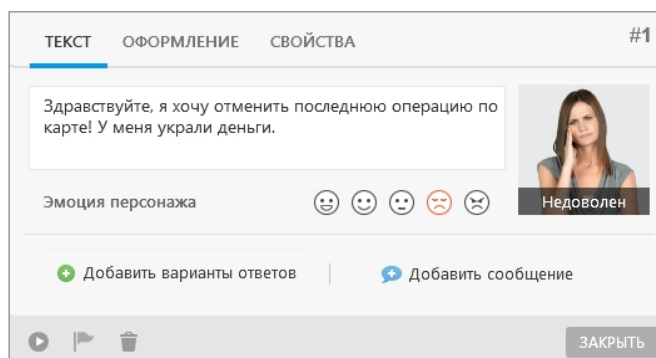 ТЕКСТ ОФОРМЛЕНИЕ СВОЙСТВА #1
Здравствуйте, я хочу отменить последнюю операцию по
карте! У меня украли деньги.
Эмоция персонажа
Недоволен
Добавить варианты ответов Добавить сообщение
ЗАКРЫТЬ